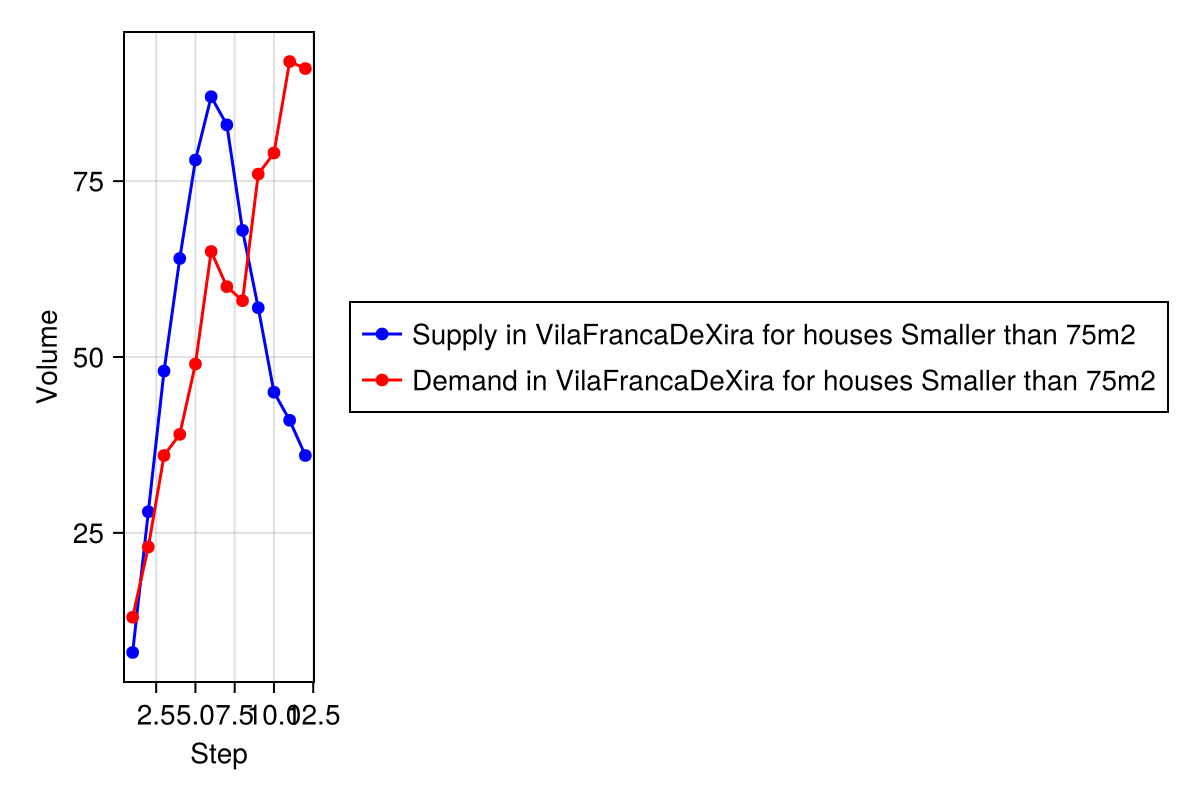 75
50
25
Volume
2.5 5.0 7.5 10.0 12.5
Step
Supply in VilaFrancaDeXira for houses Smaller than 75m2
Demand in VilaFrancaDeXira for houses Smaller than 75m2